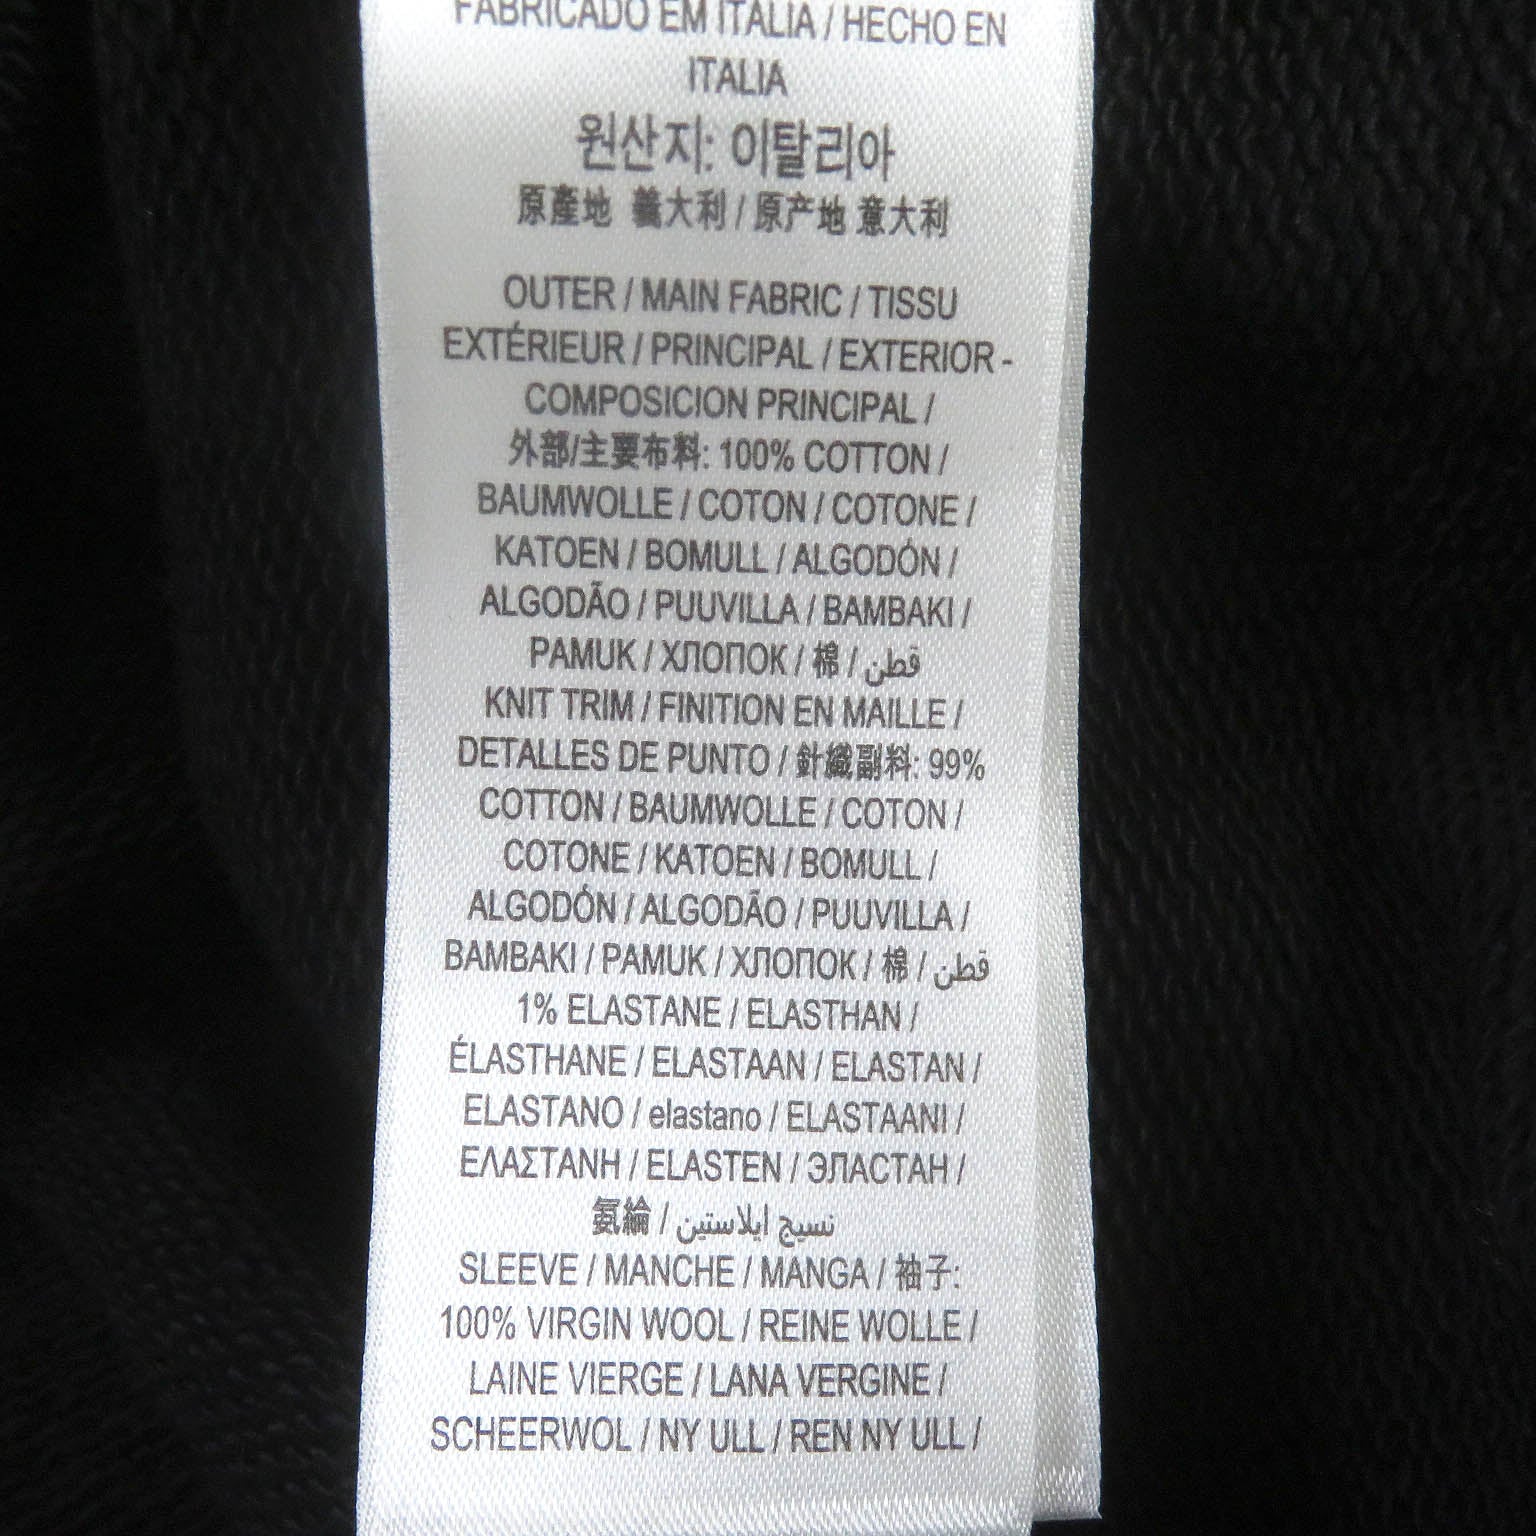 FABRICADO EM ITALIA / HECHO EN
ITALIA
원산지: 이탈리아
原產地 義大利 / 原产地 意大利
OUTER / MAIN FABRIC / TISSU
EXTÉRIEUR / PRINCIPAL / EXTERIOR -
COMPOSICION PRINCIPAL /
外部/主要布料: 100% COTTON /
BAUMWOLLE / COTON / COTONE /
KATOEN / BOMULL / ALGODÓN /
ALGODÃO / PUUVILLA / BAMBAKI /
PAMUK / ХЛОПОК / 棉 / قطن
KNIT TRIM / FINITION EN MAILLE /
DETALLES DE PUNTO / 針織副料: 99%
COTTON / BAUMWOLLE / COTON /
COTONE / KATOEN / BOMULL /
ALGODÓN / ALGODÃO / PUUVILLA /
BAMBAKI / PAMUK / ХЛОПОК / 棉 / قطن
1% ELASTANE / ELASTHAN /
ÉLASTHANE / ELASTAAN / ELASTAN /
ELASTANO / elastano / ELASTAANI /
ΕΛΑΣΤΑΝΗ / ELASTEN / ЭЛАСТАН /
氨綸 / نسيج ايلاستين
SLEEVE / MANCHE / MANGA / 袖子:
100% VIRGIN WOOL / REINE WOLLE /
LAINE VIERGE / LANA VERGINE /
SCHEERWOL / NY ULL / REN NY ULL /